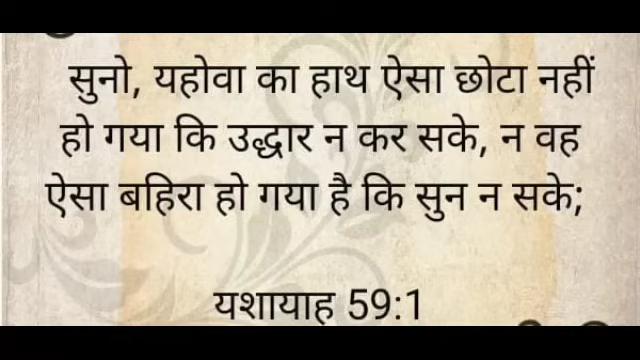 सुनो, यहोवा का हाथ ऐसा छोटा नहीं
हो गया कि उद्धार न कर सके, न वह
ऐसा बहिरा हो गया है कि सुन न सके;
यशायाह 59:1